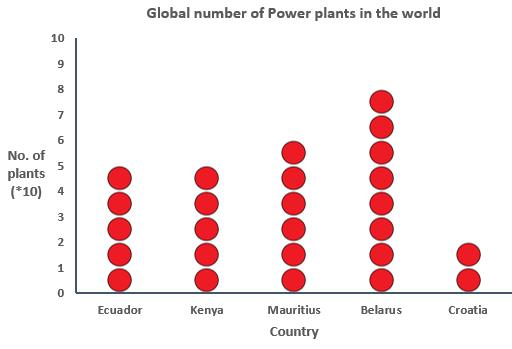 Global number of Power plants in the world
10
9
8
7
6
5
4
3
2
1
0
No. of
plants
(*10)
Ecuador Kenya Mauritius Belarus Croatia
Country